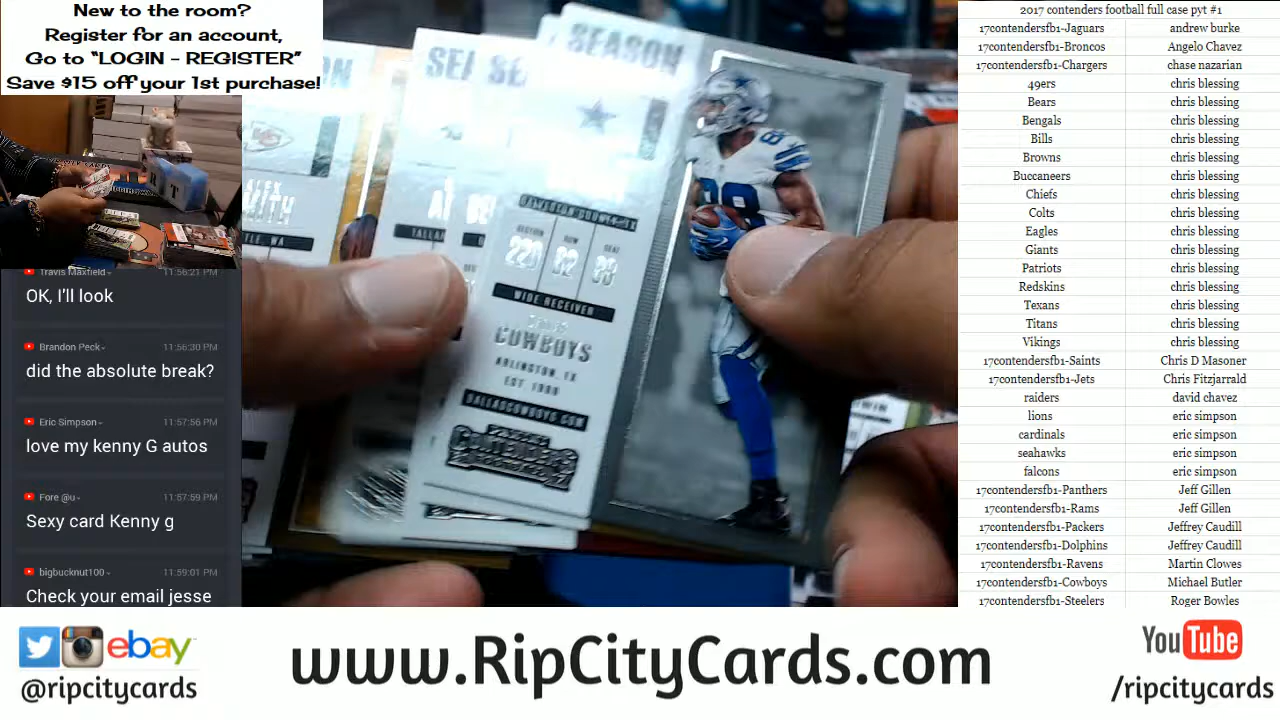 New to the room?
Register for an account,
Go to “LOGIN - REGISTER”
Save $15 off your 1st purchase!
Travis Maxfield 11:56:21 PM
OK, I'll look
Brandon Peck 11:56:30 PM
did the absolute break?
Eric Simpson 11:57:56 PM
love my kenny G autos
Fore @u 11:57:59 PM
Sexy card Kenny g
bigbucknut100 11:59:01 PM
Check your email jesse
SEASON
GALVESTON COUNTY, TX
SECTION ROW SEAT
WIDE RECEIVER
COWBOYS
ARLINGTON, TX
EST 1960
DALLASCOWBOYS.COM
CONTENDERS
88
2017 contenders football full case pyt #1
17contendersfb1-Jaguars andrew burke
17contendersfb1-Broncos Angelo Chavez
17contendersfb1-Chargers chase nazarian
49ers chris blessing
Bears chris blessing
Bengals chris blessing
Bills chris blessing
Browns chris blessing
Buccaneers chris blessing
Chiefs chris blessing
Colts chris blessing
Eagles chris blessing
Giants chris blessing
Patriots chris blessing
Redskins chris blessing
Texans chris blessing
Titans chris blessing
Vikings chris blessing
17contendersfb1-Saints Chris D Masoner
17contendersfb1-Jets Chris Fitzjarrald
raiders david chavez
lions eric simpson
cardinals eric simpson
seahawks eric simpson
falcons eric simpson
17contendersfb1-Panthers Jeff Gillen
17contendersfb1-Rams Jeff Gillen
17contendersfb1-Packers Jeffrey Caudill
17contendersfb1-Dolphins Jeffrey Caudill
17contendersfb1-Ravens Martin Clowes
17contendersfb1-Cowboys Michael Butler
17contendersfb1-Steelers Roger Bowles
ebay
@ripcitycards
www.RipCityCards.com
YouTube
/ripcitycards